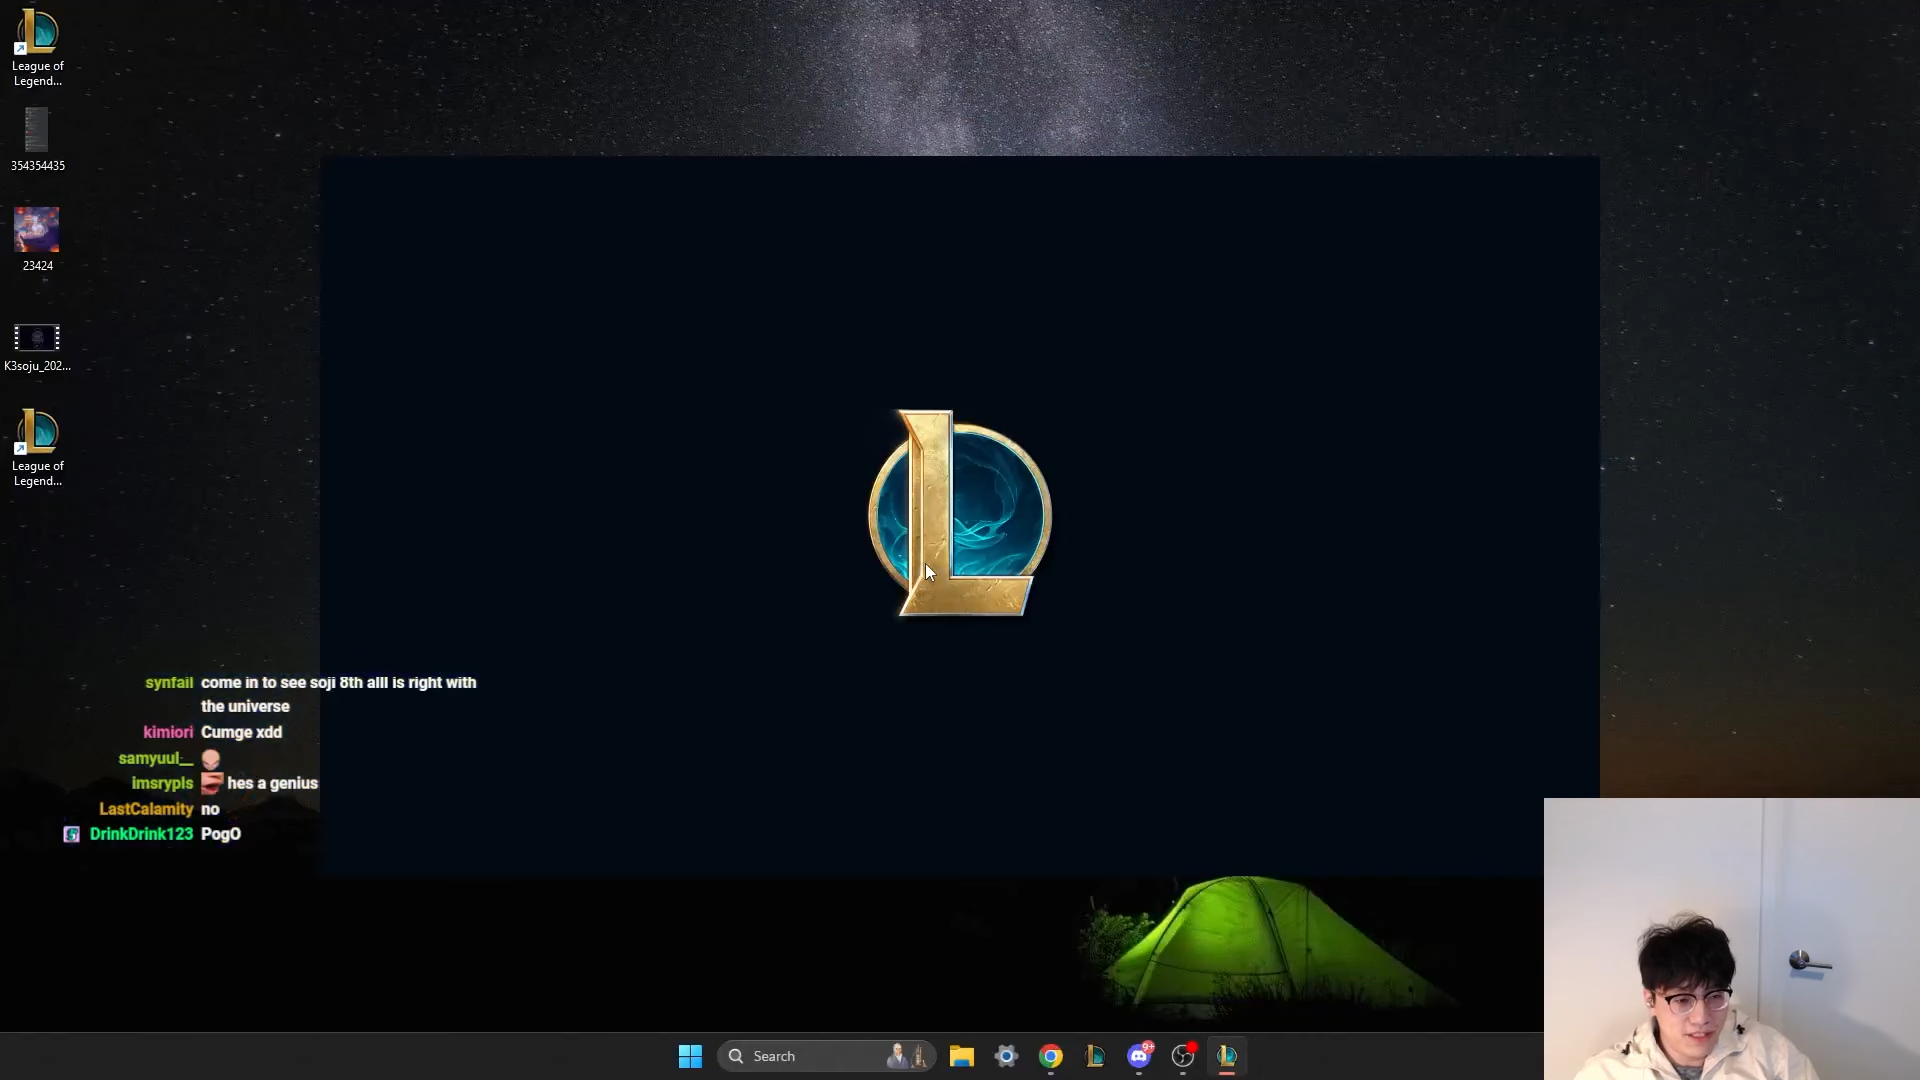 League of
Legend...
354354435
23424
K3soju_202...
League of
Legend...
synfail come in to see soji 8th alll is right with
the universe
kimiori Cumge xdd
samyuul__
imsrypls hes a genius
LastCalamity no
DrinkDrink123 PogO
Search
9+